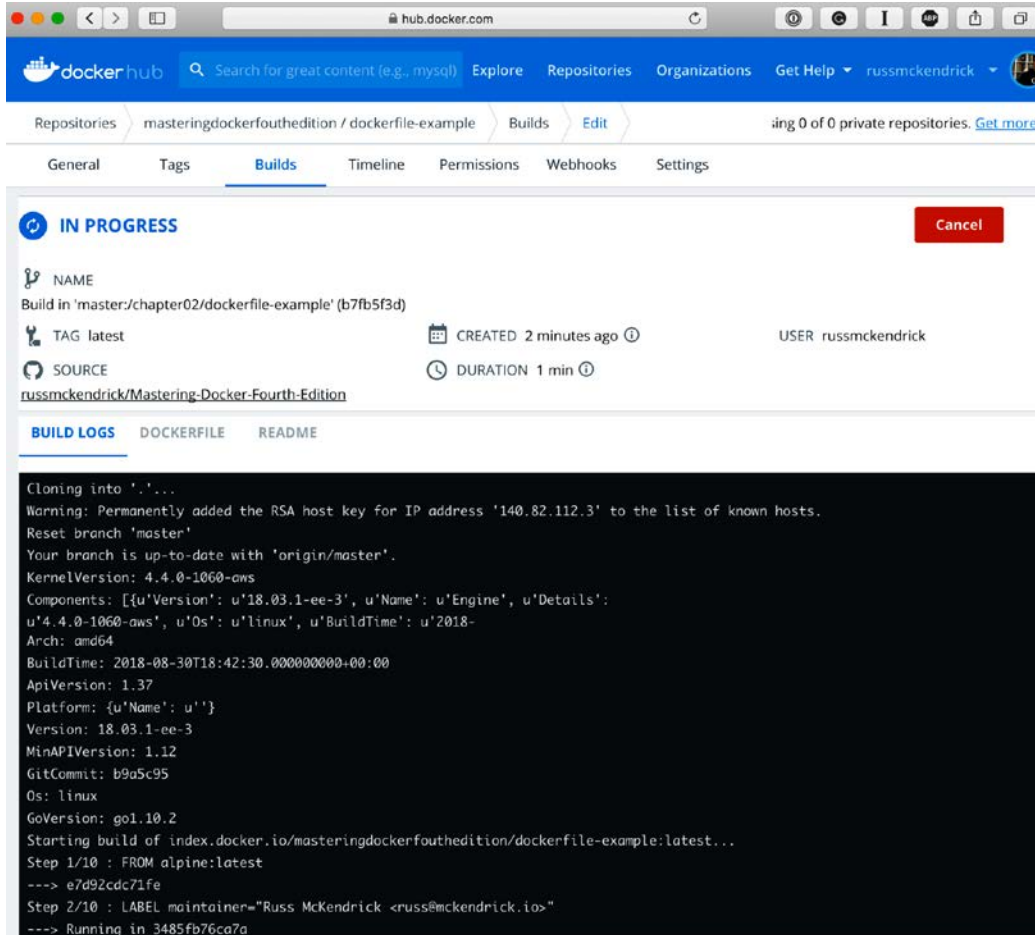 hub.docker.com
dockerhub Search for great content (e.g., mysql) Explore Repositories Organizations Get Help russmckendrick
Repositories masteringdockerfouthedition / dockerfile-example Builds Edit sing 0 of 0 private repositories. Get more
General Tags Builds Timeline Permissions Webhooks Settings
IN PROGRESS Cancel
NAME
Build in 'master:/chapter02/dockerfile-example' (b7fb5f3d)
TAG latest CREATED 2 minutes ago USER russmckendrick
SOURCE DURATION 1 min
russmckendrick/Mastering-Docker-Fourth-Edition
BUILD LOGS DOCKERFILE README
Cloning into '.'...
Warning: Permanently added the RSA host key for IP address '140.82.112.3' to the list of known hosts.
Reset branch 'master'
Your branch is up-to-date with 'origin/master'.
KernelVersion: 4.4.0-1060-aws
Components: [{u'Version': u'18.03.1-ee-3', u'Name': u'Engine', u'Details':
u'4.4.0-1060-aws', u'Os': u'linux', u'BuildTime': u'2018-
Arch: amd64
BuildTime: 2018-08-30T18:42:30.000000000+00:00
ApiVersion: 1.37
Platform: {u'Name': u''}
Version: 18.03.1-ee-3
MinAPIVersion: 1.12
GitCommit: b9a5c95
Os: linux
GoVersion: go1.10.2
Starting build of index.docker.io/masteringdockerfouthedition/dockerfile-example:latest...
Step 1/10 : FROM alpine:latest
---> e7d92cdc71fe
Step 2/10 : LABEL maintainer="Russ McKendrick <russ@mckendrick.io>"
---> Running in 3485fb76ca7a